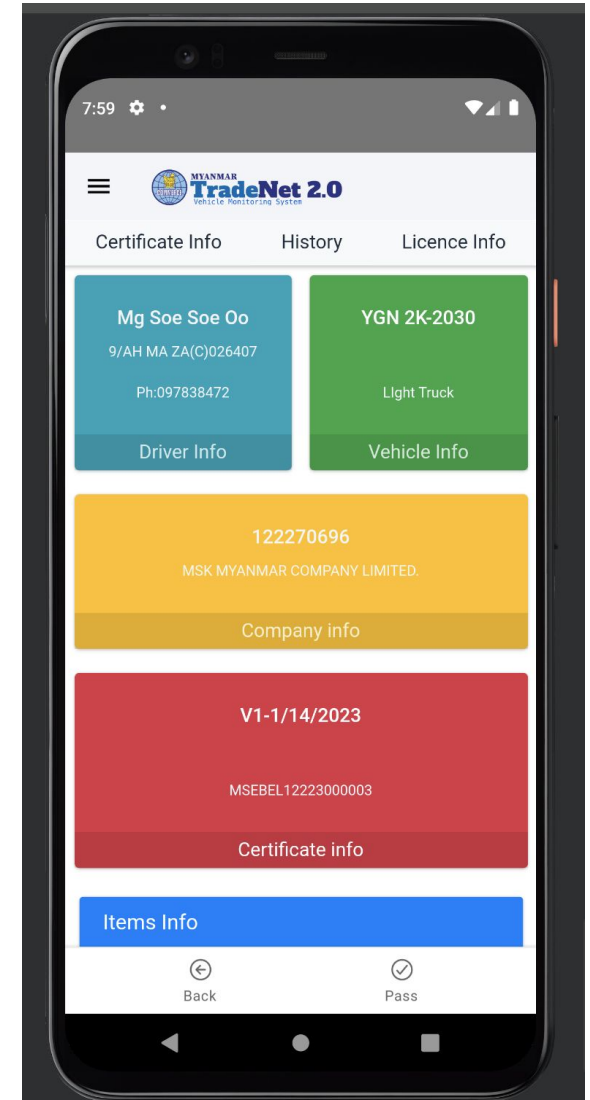 7:59
MYANMAR
TradeNet 2.0
Vehicle Monitoring System
Certificate Info History Licence Info
Mg Soe Soe Oo
9/AH MA ZA(C)026407
Ph:097838472
Driver Info
YGN 2K-2030
LIght Truck
Vehicle Info
122270696
MSK MYANMAR COMPANY LIMITED.
Company info
V1-1/14/2023
MSEBEL12223000003
Certificate info
Items Info
Back Pass